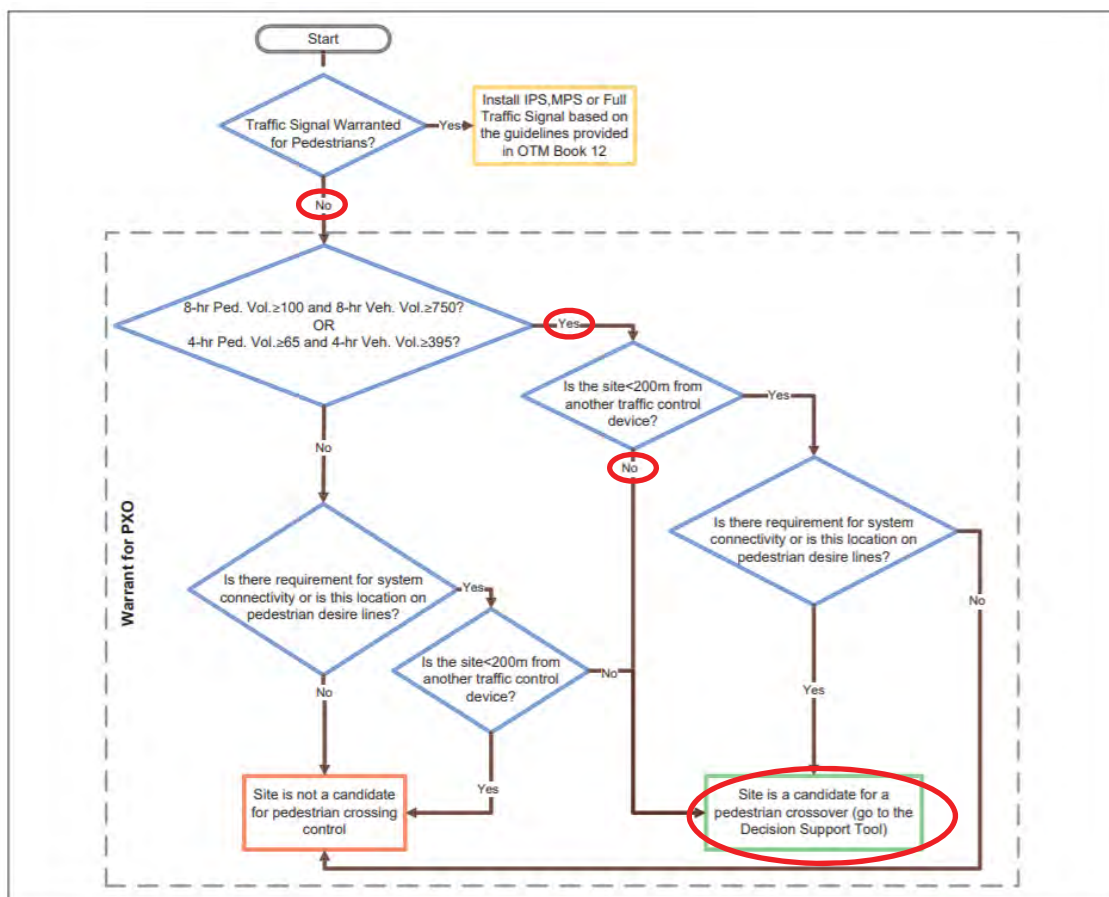 Start
Traffic Signal Warranted
for Pedestrians?
Yes
Install IPS,MPS or Full
Traffic Signal based on
the guidelines provided
in OTM Book 12
No
8-hr Ped. Vol.≥100 and 8-hr Veh. Vol.≥750?
OR
4-hr Ped. Vol.≥65 and 4-hr Veh. Vol.≥395?
Yes
Is the site<200m from
another traffic control
device?
Yes
No
No
Is there requirement for system
connectivity or is this location on
pedestrian desire lines?
Is there requirement for system
connectivity or is this location on
pedestrian desire lines?
Yes
No
Warrant for PXO
Is the site<200m from
another traffic control
device?
No
No
Yes
Yes
Site is not a candidate
for pedestrian crossing
control
Site is a candidate for a
pedestrian crossover (go to the
Decision Support Tool)